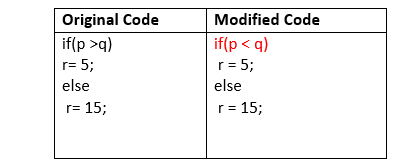 Original Code
Modified Code
if(p >q)
r= 5;
else
r= 15;
if(p < q)
r = 5;
else
r = 15;